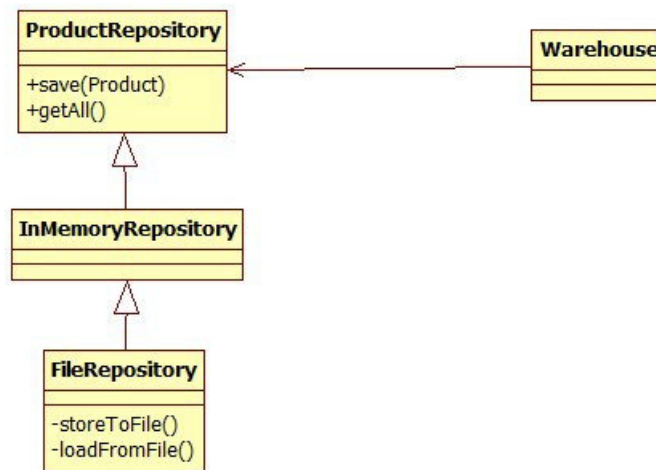 ProductRepository
+save(Product)
+getAll()
Warehouse
InMemoryRepository
FileRepository
-storeToFile()
-loadFromFile()